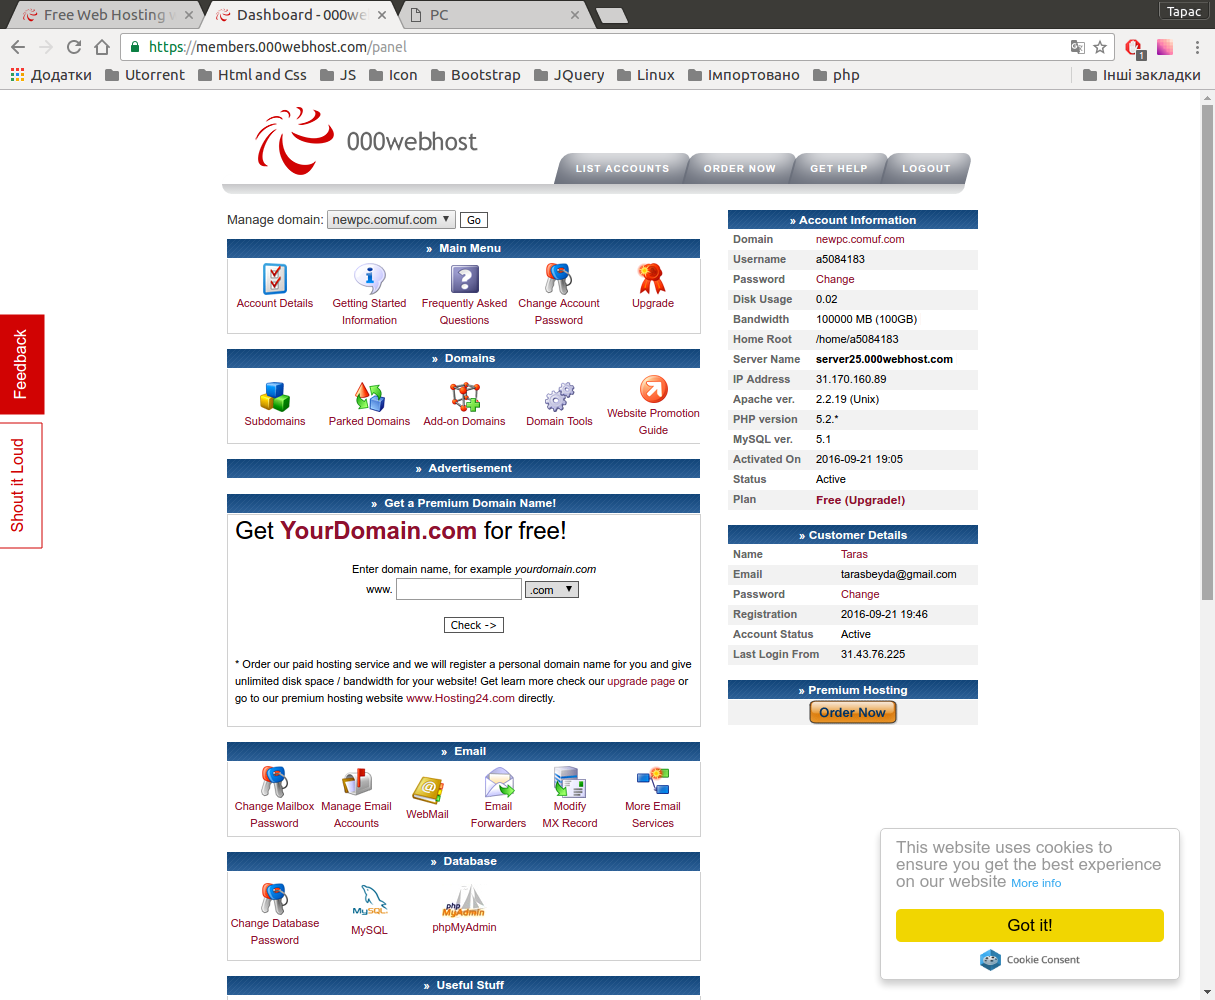 Free Web Hosting w
Dashboard - 000web
PC
Тарас
https://members.000webhost.com/panel
1
Додатки
Utorrent
Html and Css
JS
Icon
Bootstrap
JQuery
Linux
Імпортовано
php
Інші закладки
000webhost
LIST ACCOUNTS
ORDER NOW
GET HELP
LOGOUT
Feedback
Shout it Loud
Manage domain: newpc.comuf.com Go
» Main Menu
Account Details
Getting Started
Information
Frequently Asked
Questions
Change Account
Password
Upgrade
» Domains
Subdomains
Parked Domains
Add-on Domains
Domain Tools
Website Promotion
Guide
» Advertisement
» Get a Premium Domain Name!
Get YourDomain.com for free!
Enter domain name, for example yourdomain.com
www. .com
Check ->
* Order our paid hosting service and we will register a personal domain name for you and give
unlimited disk space / bandwidth for your website! Get learn more check our upgrade page or
go to our premium hosting website www.Hosting24.com directly.
» Email
Change Mailbox
Password
Manage Email
Accounts
WebMail
Email
Forwarders
Modify
MX Record
More Email
Services
» Database
Change Database
Password
MySQL
MySQL
php
MyAdmin
phpMyAdmin
» Useful Stuff
» Account Information
Domain newpc.comuf.com
Username a5084183
Password Change
Disk Usage 0.02
Bandwidth 100000 MB (100GB)
Home Root /home/a5084183
Server Name server25.000webhost.com
IP Address 31.170.160.89
Apache ver. 2.2.19 (Unix)
PHP version 5.2.*
MySQL ver. 5.1
Activated On 2016-09-21 19:05
Status Active
Plan Free (Upgrade!)
» Customer Details
Name Taras
Email tarasbeyda@gmail.com
Password Change
Registration 2016-09-21 19:46
Account Status Active
Last Login From 31.43.76.225
» Premium Hosting
Order Now
This website uses cookies to
ensure you get the best experience
on our website More info
Got it!
Cookie Consent